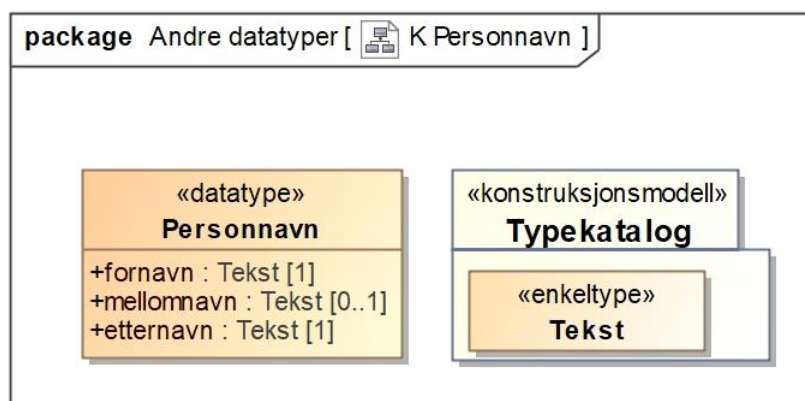 package Andre datatyper [ K Personnavn ]
«datatype»
Personnavn
+fornavn : Tekst [1]
+mellomnavn : Tekst [0..1]
+etternavn : Tekst [1]
«konstruksjonsmodell»
Typekatalog
«enkeltype»
Tekst